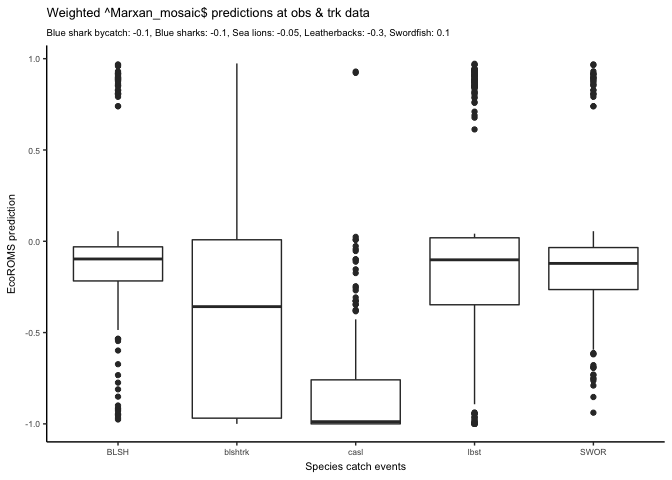 Weighted ^Marxan_mosaic$ predictions at obs & trk data
Blue shark bycatch: -0.1, Blue sharks: -0.1, Sea lions: -0.05, Leatherbacks: -0.3, Swordfish: 0.1
1.0
0.5
0.0
-0.5
-1.0
EcoROMS prediction
BLSH blshtrk casl lbst SWOR
Species catch events